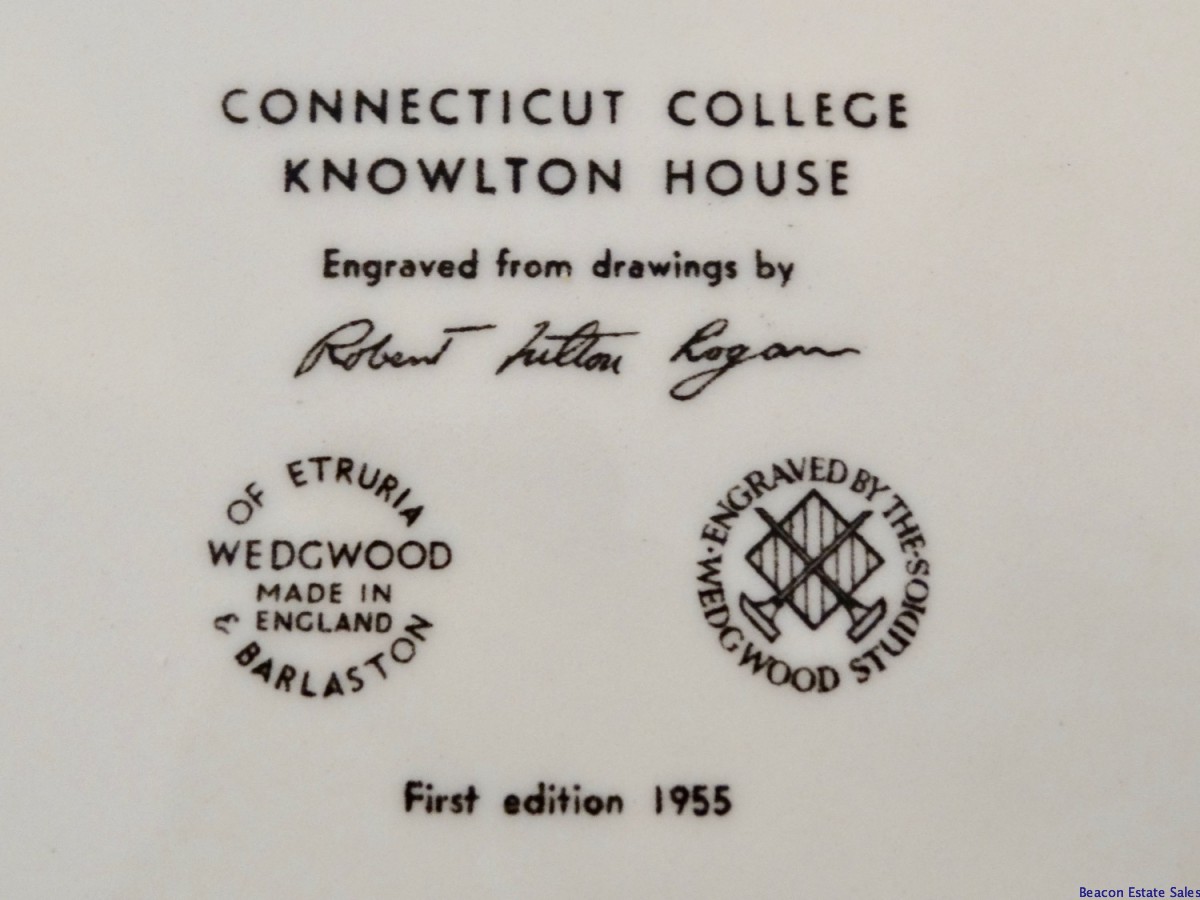 CONNECTICUT COLLEGE
KNOWLTON HOUSE
Engraved from drawings by
Robert Fulton Logan
OF ETRURIA
WEDGWOOD
MADE IN
ENGLAND
& BARLASTON
·ENGRAVED BY THE·
WEDGWOOD STUDIOS
First edition 1955
Beacon Estate Sales